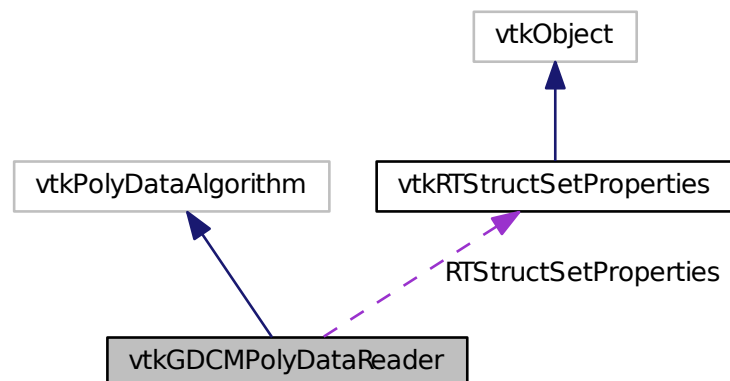 vtkObject
vtkPolyDataAlgorithm
vtkRTStructSetProperties
RTStructSetProperties
vtkGDCMPolyDataReader